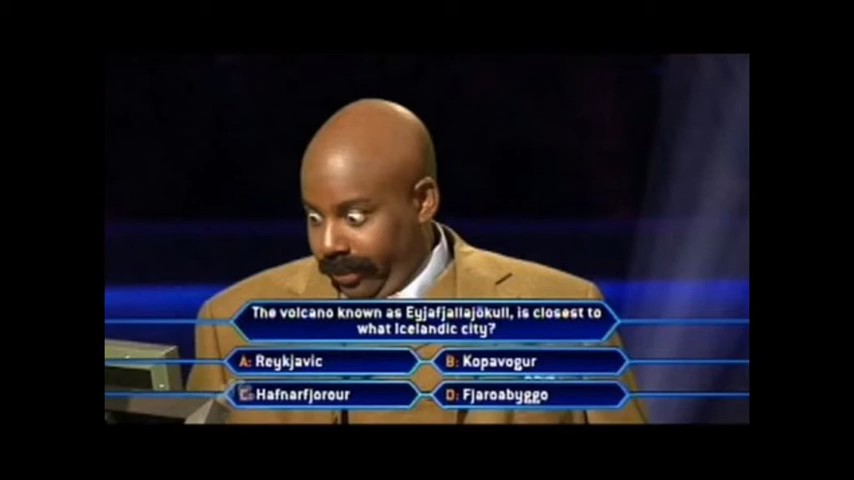 The volcano known as Eyjafjallajökull, is closest to
what Icelandic city?
A: Reykjavic
B: Kopavogur
C: Hafnarfjorour
D: Fjaroabyggo